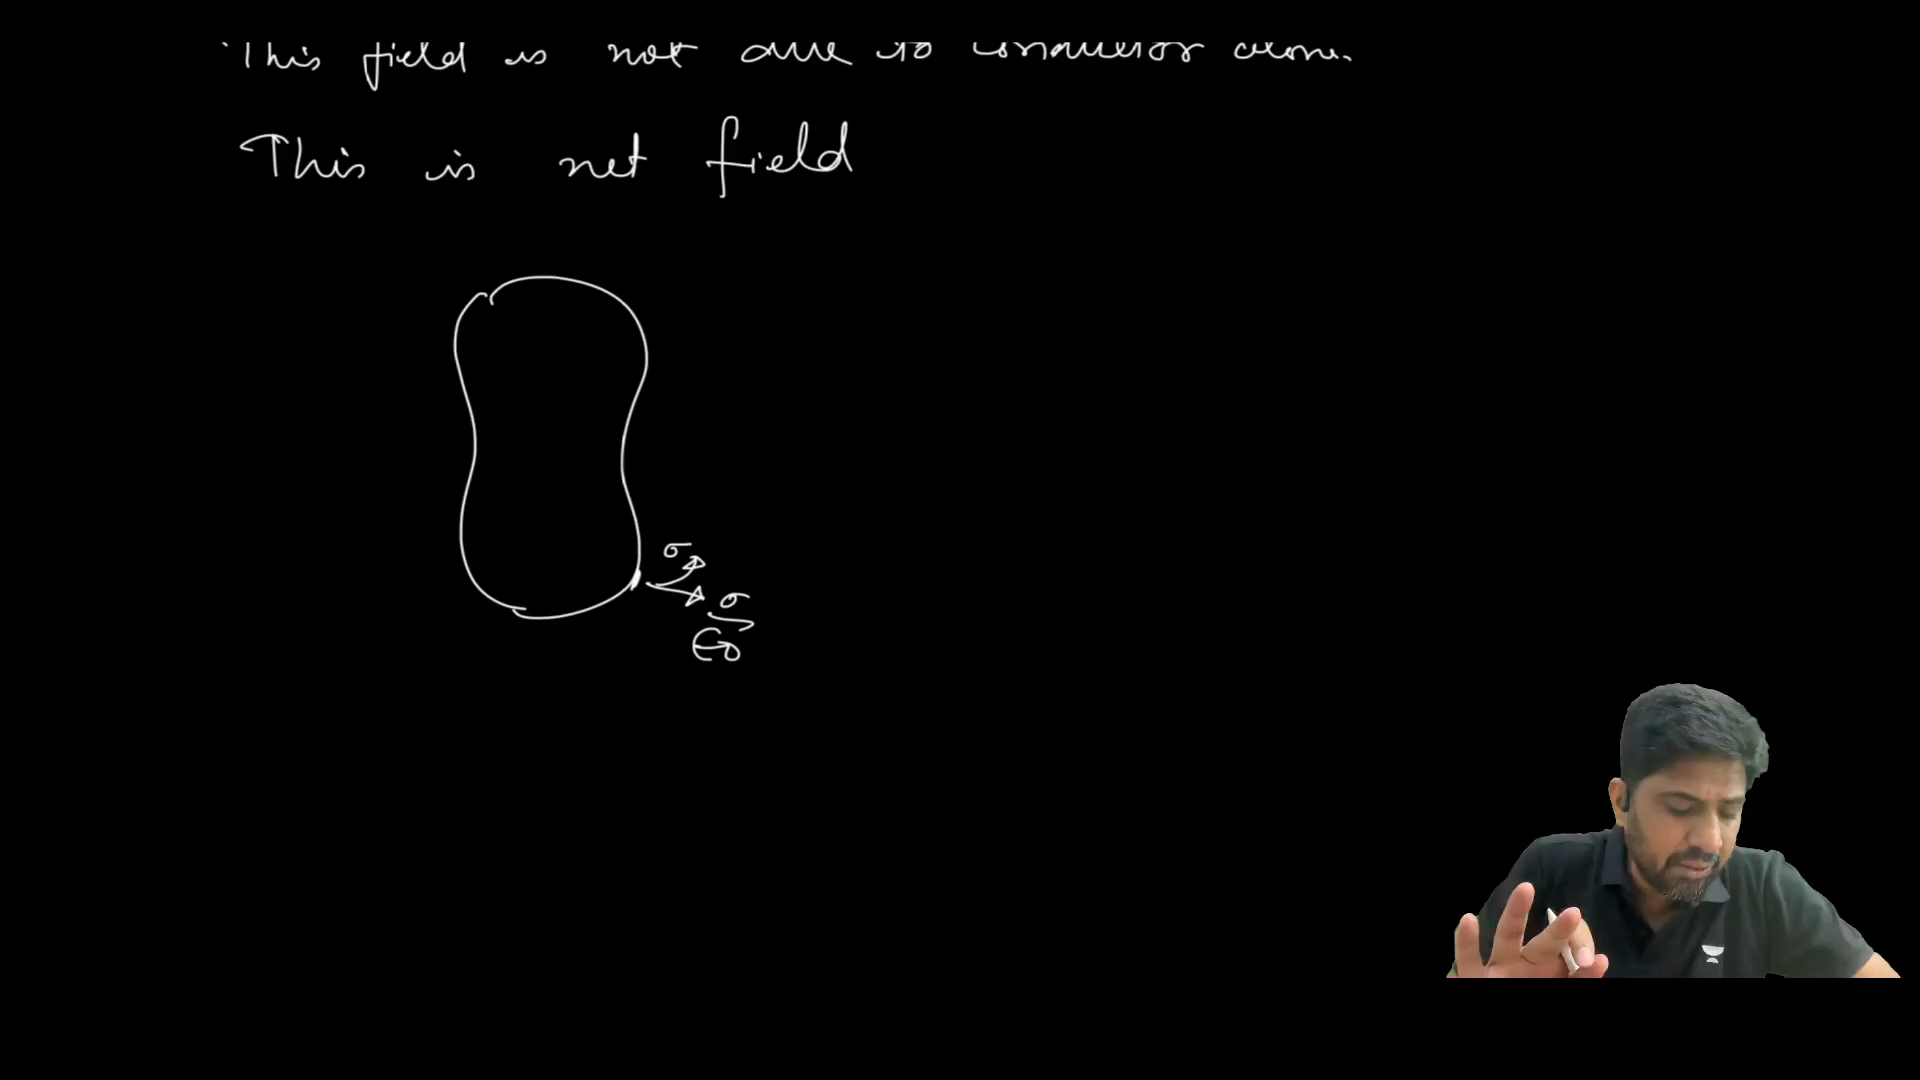 This field is not due to conductor alone.
This is net field
σ
σ
ϵ0